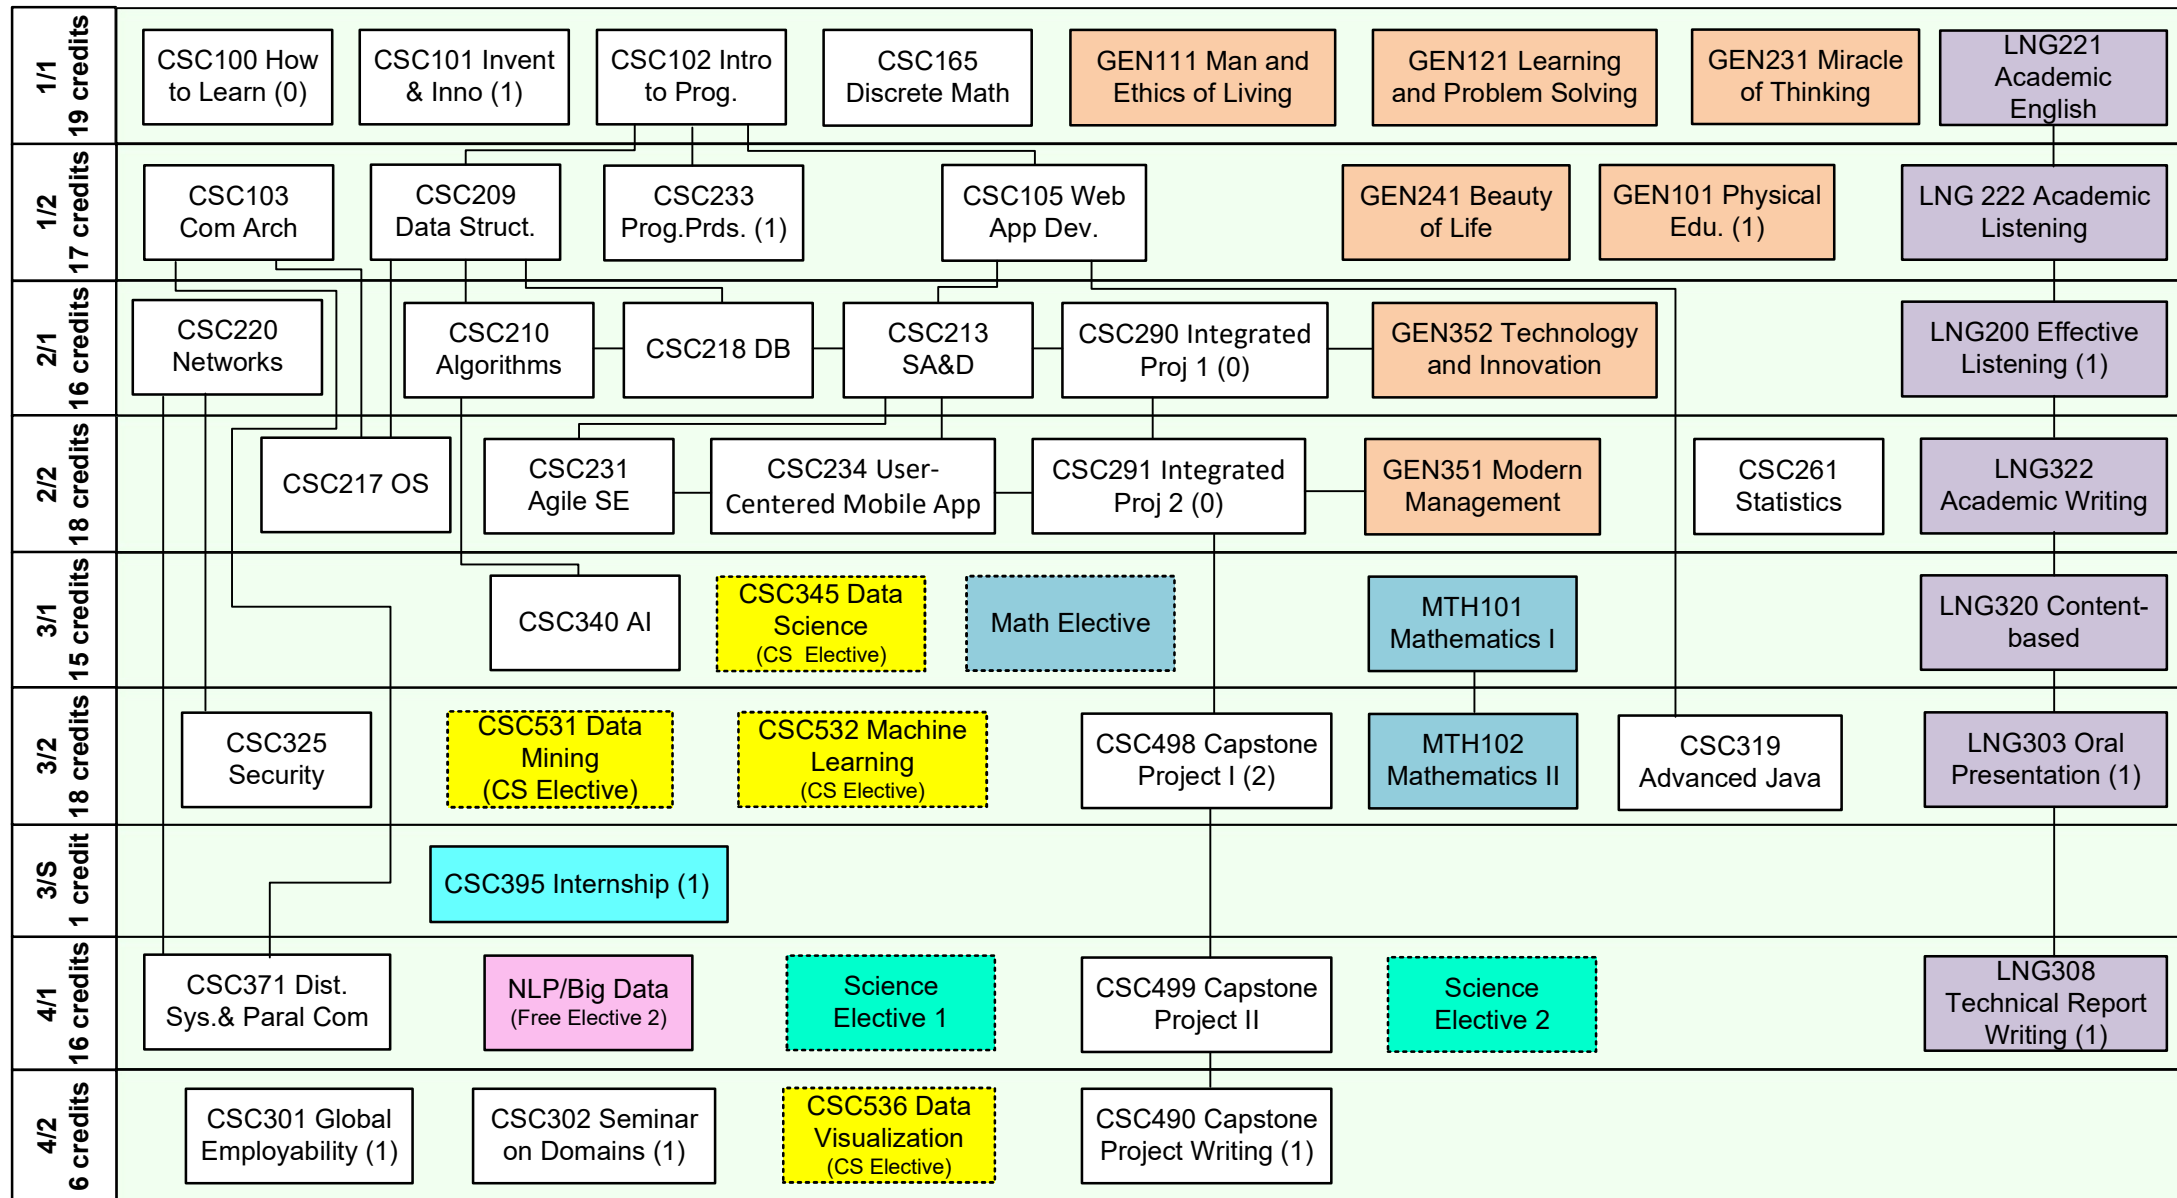 1/1
19 credits
CSC100 How
to Learn (0)
CSC101 Invent
& Inno (1)
CSC102 Intro
to Prog.
CSC165
Discrete Math
GEN111 Man and
Ethics of Living
GEN121 Learning
and Problem Solving
GEN231 Miracle
of Thinking
LNG221
Academic
English
1/2
17 credits
CSC103
Com Arch
CSC209
Data Struct.
CSC233
Prog.Prds. (1)
CSC105 Web
App Dev.
GEN241 Beauty
of Life
GEN101 Physical
Edu. (1)
LNG 222 Academic
Listening
2/1
16 credits
CSC220
Networks
CSC210
Algorithms
CSC218 DB
CSC213
SA&D
CSC290 Integrated
Proj 1 (0)
GEN352 Technology
and Innovation
LNG200 Effective
Listening (1)
2/2
18 credits
CSC217 OS
CSC231
Agile SE
CSC234 User-
Centered Mobile App
CSC291 Integrated
Proj 2 (0)
GEN351 Modern
Management
CSC261
Statistics
LNG322
Academic Writing
3/1
15 credits
CSC340 AI
CSC345 Data
Science
(CS Elective)
Math Elective
MTH101
Mathematics I
LNG320 Content-
based
3/2
18 credits
CSC325
Security
CSC531 Data
Mining
(CS Elective)
CSC532 Machine
Learning
(CS Elective)
CSC498 Capstone
Project I (2)
MTH102
Mathematics II
CSC319
Advanced Java
LNG303 Oral
Presentation (1)
3/S
1 credit
CSC395 Internship (1)
4/1
16 credits
CSC371 Dist.
Sys.& Paral Com
NLP/Big Data
(Free Elective 2)
Science
Elective 1
CSC499 Capstone
Project II
Science
Elective 2
LNG308
Technical Report
Writing (1)
4/2
6 credits
CSC301 Global
Employability (1)
CSC302 Seminar
on Domains (1)
CSC536 Data
Visualization
(CS Elective)
CSC490 Capstone
Project Writing (1)